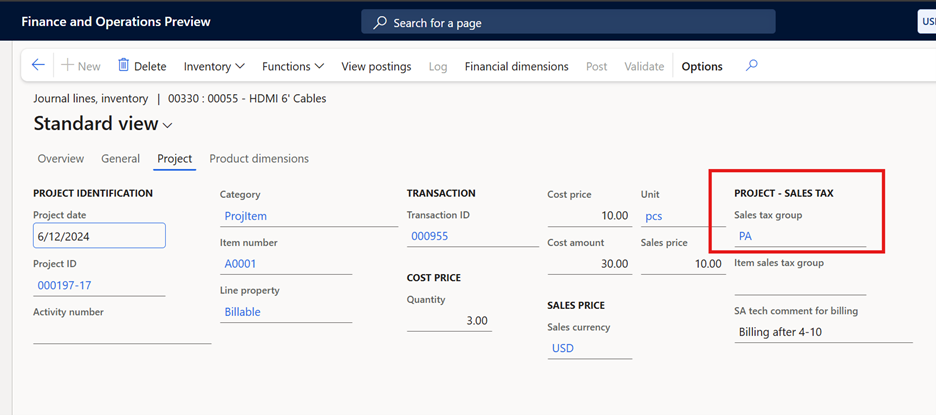 Finance and Operations Preview
Search for a page
New
Delete
Inventory
Functions
View postings
Log
Financial dimensions
Post
Validate
Options
Journal lines, inventory | 00330 : 00055 - HDMI 6' Cables
Standard view
Overview
General
Project
Product dimensions
PROJECT IDENTIFICATION
Project date
6/12/2024
Project ID
000197-17
Activity number
Category
ProjItem
Item number
A0001
Line property
Billable
TRANSACTION
Transaction ID
000955
COST PRICE
Quantity
3.00
Cost price
10.00
Cost amount
30.00
SALES PRICE
Sales currency
USD
Unit
pcs
Sales price
10.00
PROJECT - SALES TAX
Sales tax group
PA
Item sales tax group
SA tech comment for billing
Billing after 4-10